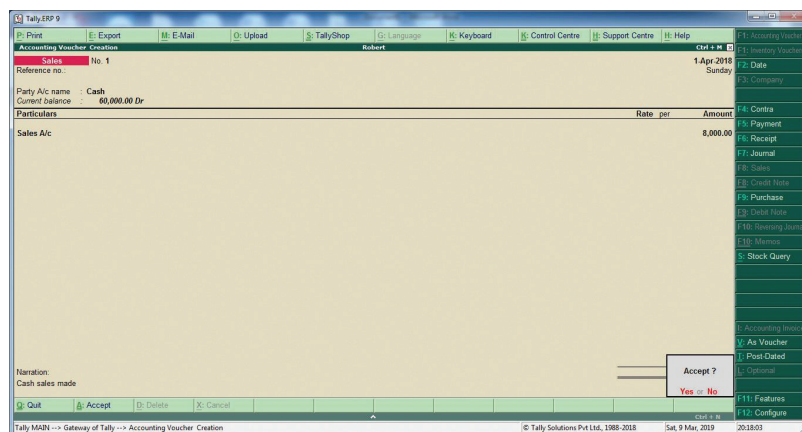 Tally.ERP 9
P: Print E: Export M: E-Mail O: Upload S: TallyShop G: Language K: Keyboard K: Control Centre H: Support Centre H: Help
Accounting Voucher Creation Robert Ctrl + M
Sales No. 1 1-Apr-2018
Reference no.: Sunday
Party A/c name : Cash
Current balance : 60,000.00 Dr
Particulars Rate per Amount
Sales A/c 8,000.00
Narration:
Cash sales made
Accept ?
Yes or No
Q: Quit A: Accept D: Delete X: Cancel
Ctrl + N
Tally MAIN --> Gateway of Tally --> Accounting Voucher Creation © Tally Solutions Pvt Ltd., 1988-2018 Sat, 9 Mar, 2019 20:18:03
F1: Accounting Voucher
F1: Inventory Voucher
F2: Date
F3: Company
F4: Contra
F5: Payment
F6: Receipt
F7: Journal
F8: Sales
F8: Credit Note
F9: Purchase
F9: Debit Note
F10: Reversing Journ
F10: Memos
S: Stock Query
I: Accounting Invoic
V: As Voucher
T: Post-Dated
L: Optional
F11: Features
F12: Configure